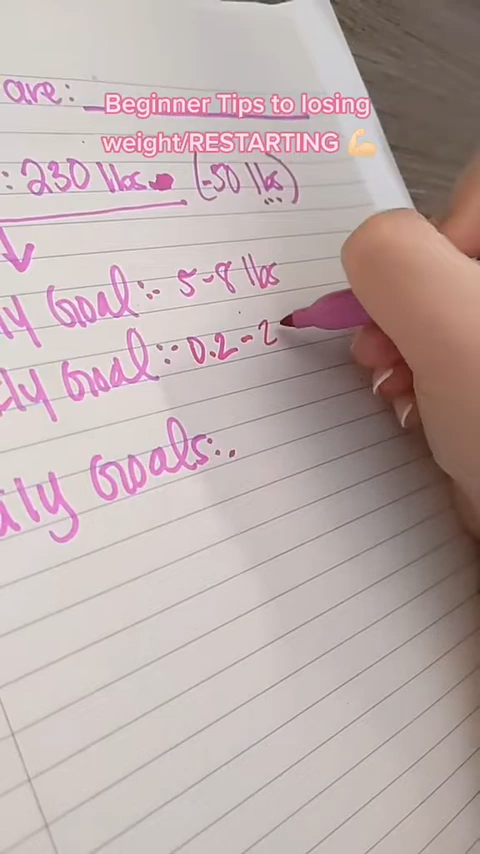 are:
Beginner Tips to losing
weight/RESTARTING 💪
: 230 lbs (-50 lbs)
ly Goal:- 5-8 lbs
ly Goal:- 0.2-2
ily Goals:.